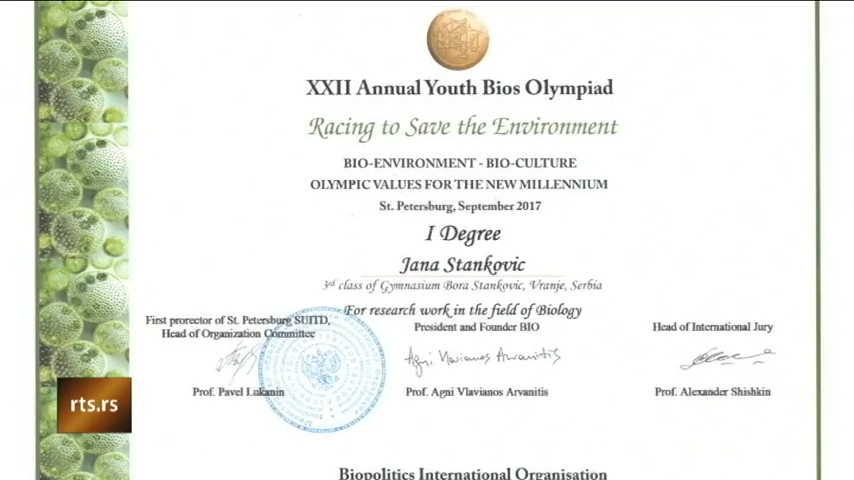 XXII Annual Youth Bios Olympiad
Racing to Save the Environment
BIO-ENVIRONMENT - BIO-CULTURE
OLYMPIC VALUES FOR THE NEW MILLENNIUM
St. Petersburg, September 2017
I Degree
Jana Stankovic
3rd class of Gymnasium Bora Stankovic, Vranje, Serbia
For research work in the field of Biology
First prorector of St. Petersburg SUITD,
Head of Organization Committee
Prof. Pavel Lukanin
President and Founder BIO
Agni Vlavianos Arvanitis
Prof. Agni Vlavianos Arvanitis
Head of International Jury
Prof. Alexander Shishkin
rts.rs
Biopolitics International Organisation